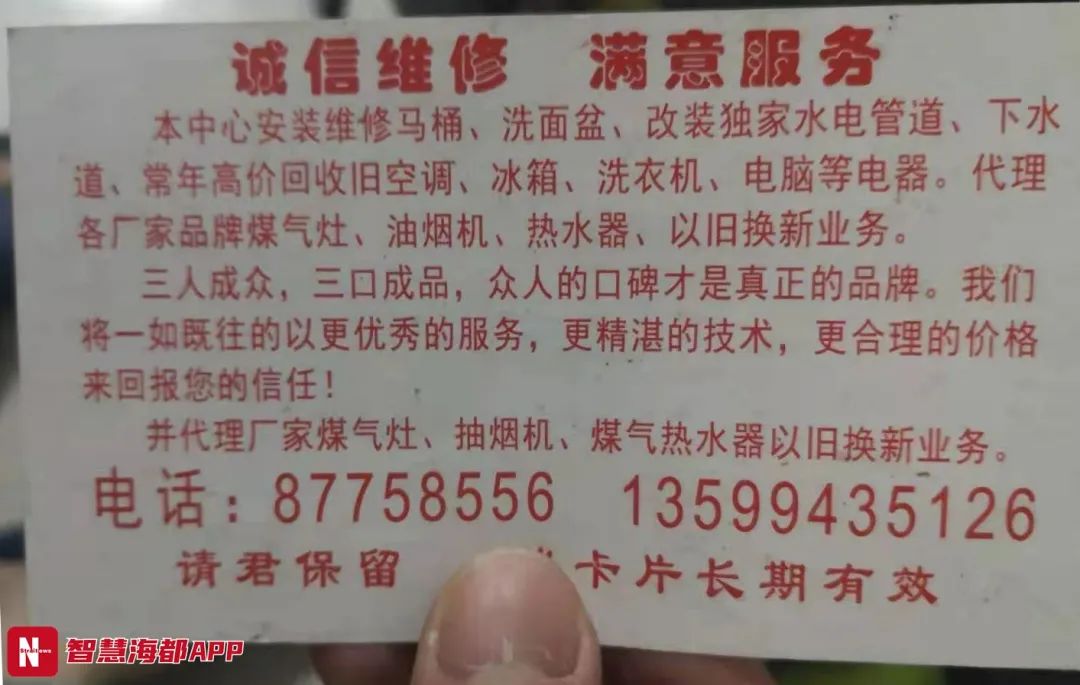 诚信维修 满意服务
本中心安装维修马桶、洗面盆、改装独家水电管道、下水
道、常年高价回收旧空调、冰箱、洗衣机、电脑等电器。代理
各厂家品牌煤气灶、油烟机、热水器、以旧换新业务。
三人成众，三口成品，众人的口碑才是真正的品牌。我们
将一如既往的以更优秀的服务，更精湛的技术，更合理的价格
来回报您的信任！
并代理厂家煤气灶、抽烟机、煤气热水器以旧换新业务。
电话：87758556 13599435126
请君保留 卡片长期有效
N
Straitnews
智慧海都APP